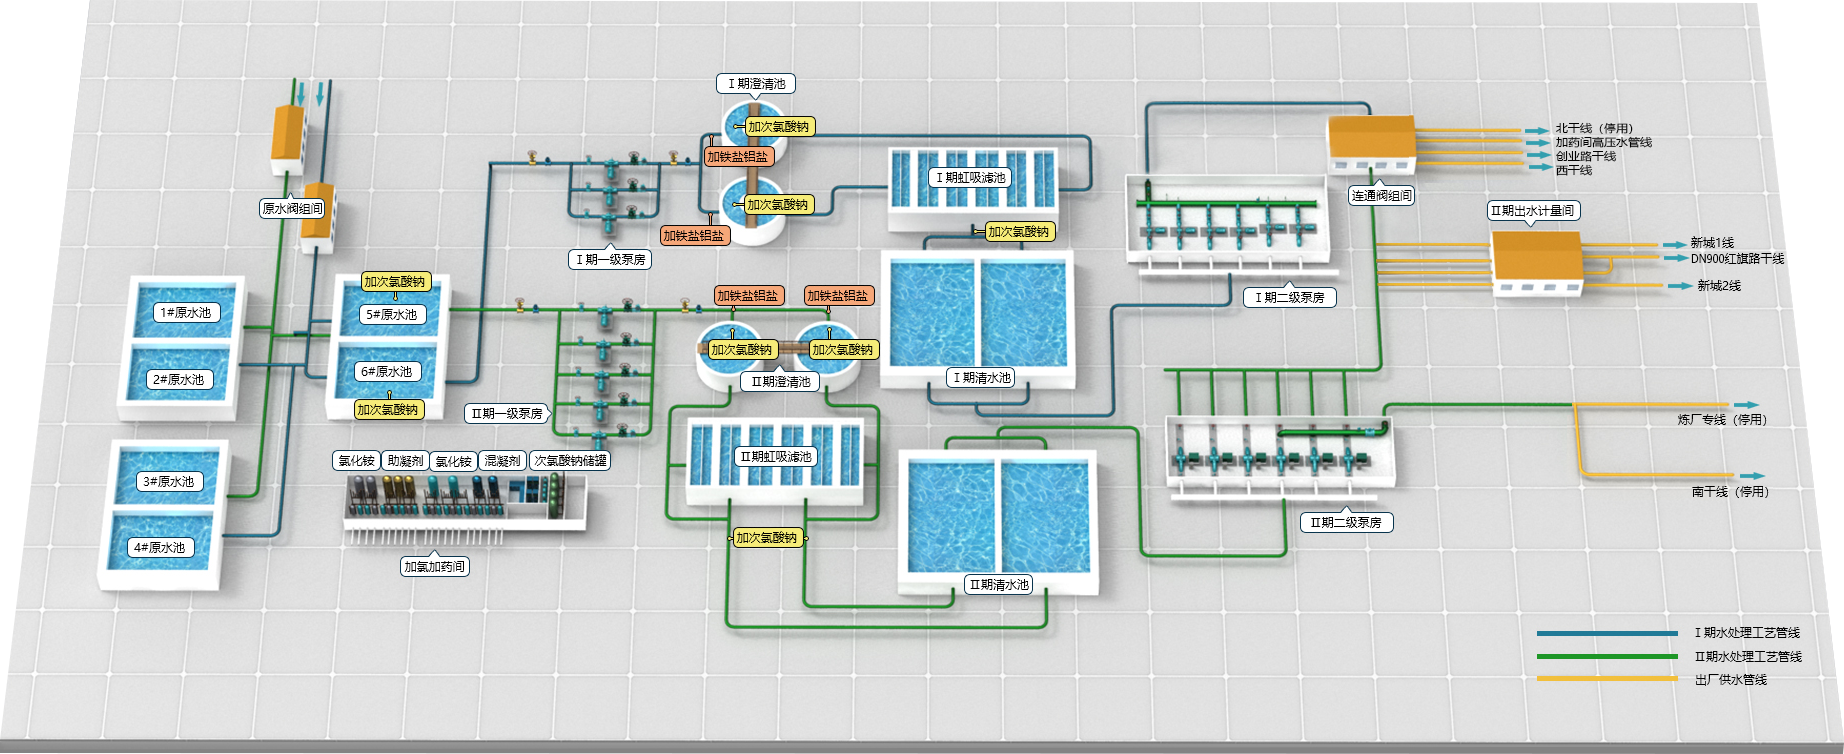 Ⅰ期澄清池
加次氯酸钠
加铁盐铝盐
北干线（停用）
加药间高压水管线
创业路干线
西干线
Ⅰ期虹吸滤池
连通阀组间
原水阀组间
加次氯酸钠
加铁盐铝盐
加次氯酸钠
Ⅱ期出水计量间
新城1线
DN900红旗路干线
新城2线
Ⅰ期一级泵房
加次氯酸钠
加铁盐铝盐
加铁盐铝盐
Ⅰ期二级泵房
1#原水池
5#原水池
加次氯酸钠
加次氯酸钠
2#原水池
6#原水池
Ⅱ期澄清池
Ⅰ期清水池
加次氯酸钠
Ⅱ期一级泵房
炼厂专线（停用）
氯化铵
助凝剂
氯化铵
混凝剂
次氯酸钠储罐
Ⅱ期虹吸滤池
3#原水池
南干线（停用）
4#原水池
加次氯酸钠
Ⅱ期二级泵房
加氯加药间
Ⅱ期清水池
Ⅰ期水处理工艺管线
Ⅱ期水处理工艺管线
出厂供水管线